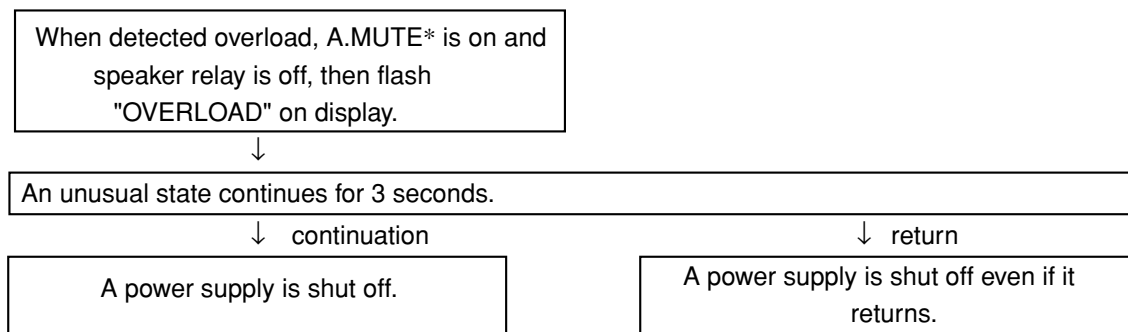 When detected overload, A.MUTE* is on and
speaker relay is off, then flash
"OVERLOAD" on display.
↓
An unusual state continues for 3 seconds.
↓ continuation
↓ return
A power supply is shut off.
A power supply is shut off even if it
returns.